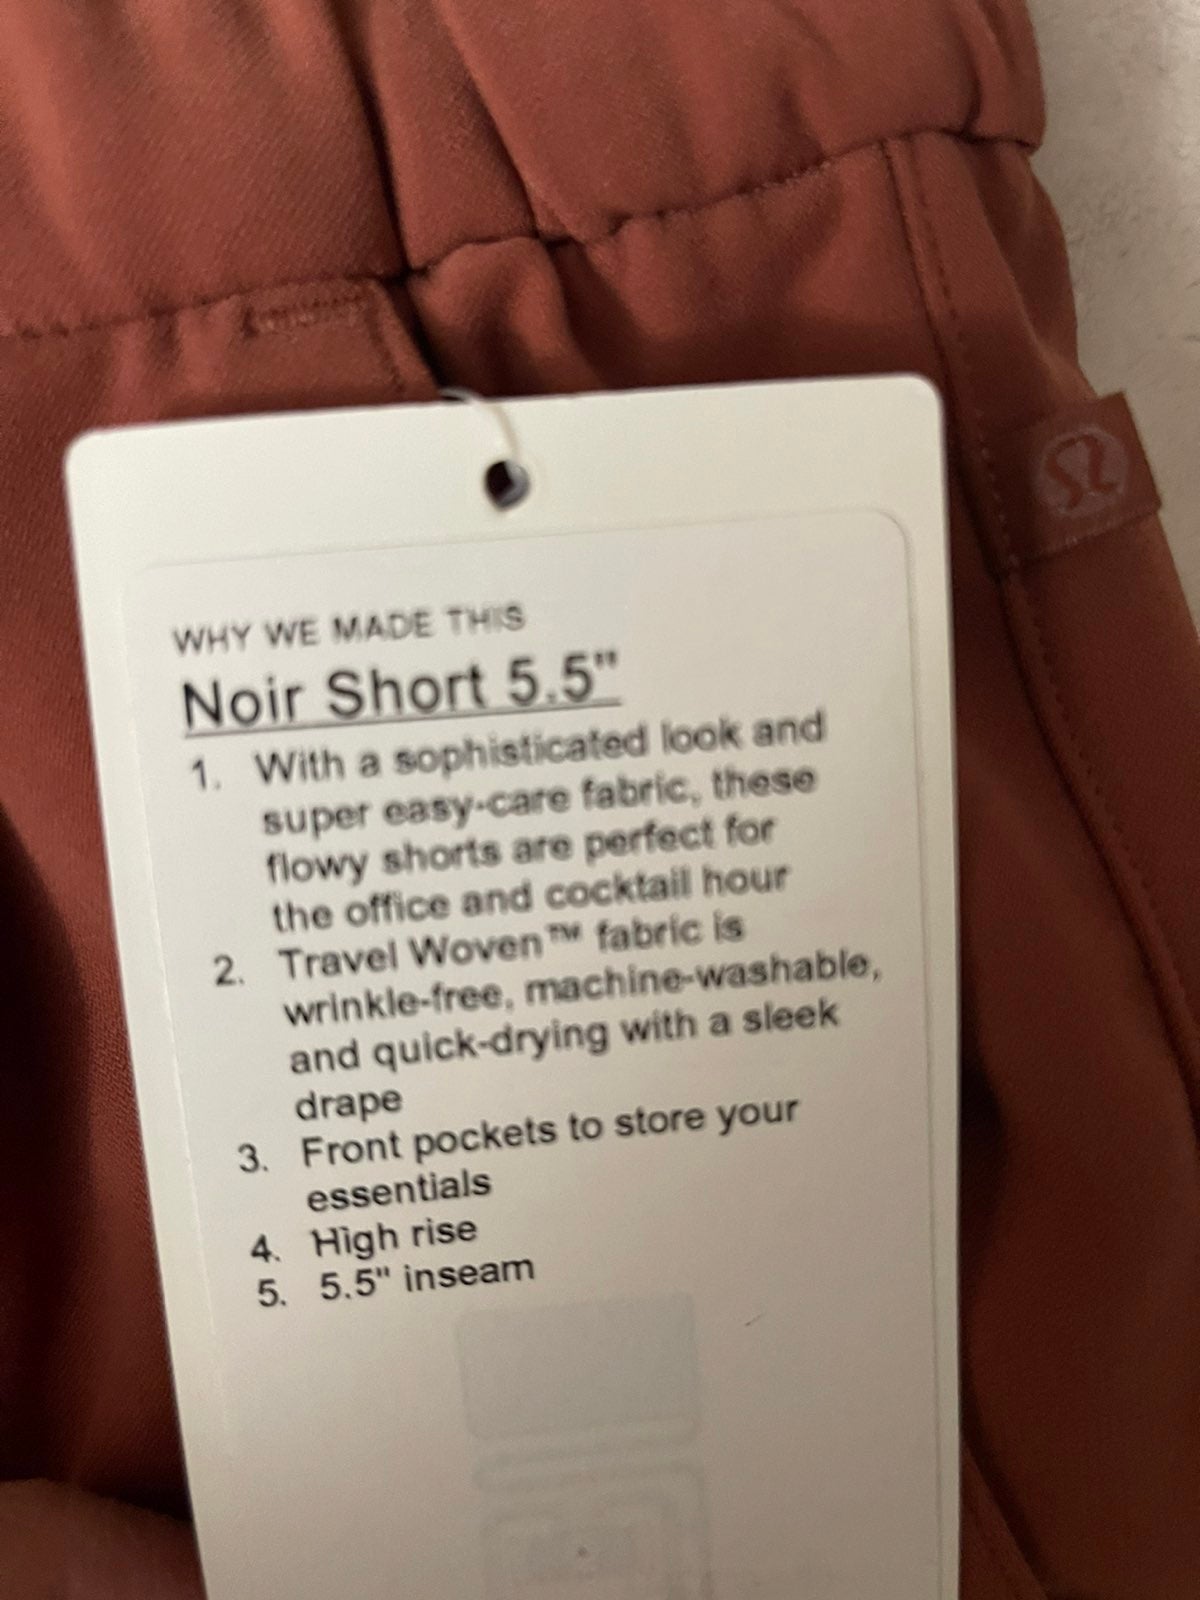 WHY WE MADE THIS
Noir Short 5.5"
1. With a sophisticated look and
super easy-care fabric, these
flowy shorts are perfect for
the office and cocktail hour
2. Travel Woven™ fabric is
wrinkle-free, machine-washable,
and quick-drying with a sleek
drape
3. Front pockets to store your
essentials
4. High rise
5. 5.5" inseam